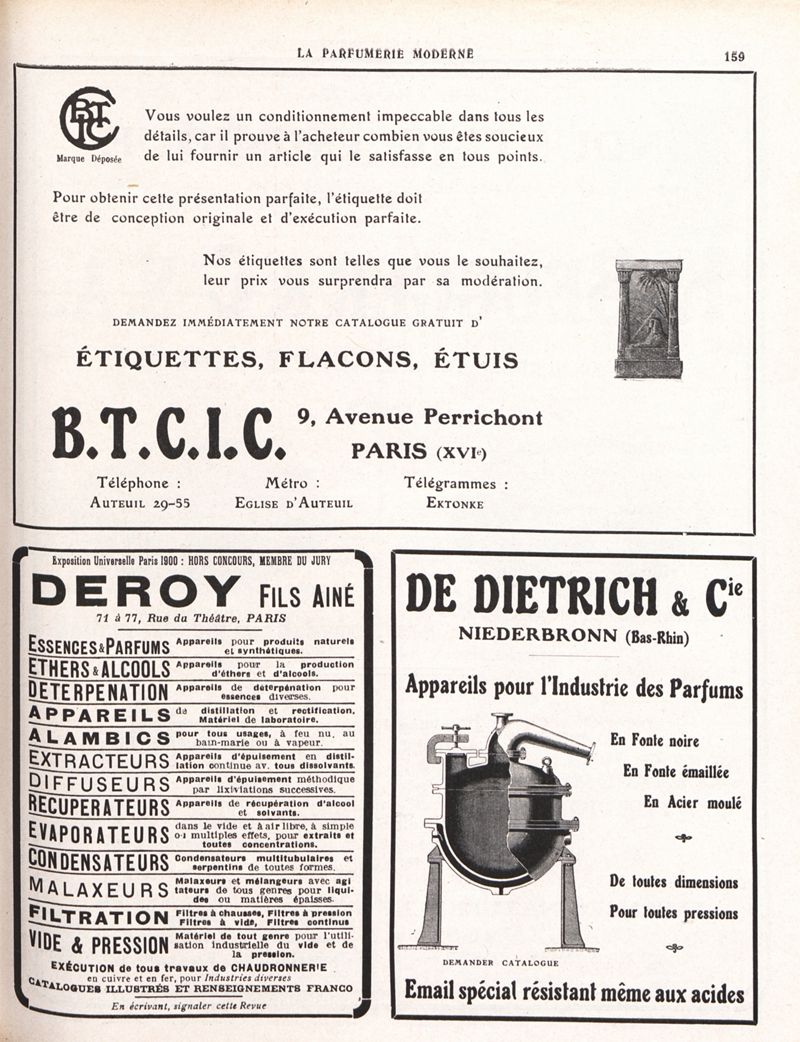 LA PARFUMERIE MODERNE
159
BTCIC
Marque Déposée
Vous voulez un conditionnement impeccable dans tous les
détails, car il prouve à l'acheteur combien vous êtes soucieux
de lui fournir un article qui le satisfasse en tous points.
Pour obtenir cette présentation parfaite, l'étiquette doit
être de conception originale et d'exécution parfaite.
Nos étiquettes sont telles que vous le souhaitez,
leur prix vous surprendra par sa modération.
DEMANDEZ IMMÉDIATEMENT NOTRE CATALOGUE GRATUIT D'
ÉTIQUETTES, FLACONS, ÉTUIS
B.T.C.I.C.
9, Avenue Perrichont
PARIS (XVIe)
Téléphone :
AUTEUIL 29-55
Métro :
EGLISE D'AUTEUIL
Télégrammes :
EKTONKE
Exposition Universelle Paris 1900 : HORS CONCOURS, MEMBRE DU JURY
DEROY FILS AINÉ
71 à 77, Rue du Théâtre, PARIS
ESSENCES & PARFUMS
Appareils pour produits naturels
et synthétiques.
ETHERS & ALCOOLS
Appareils pour la production
d'éthers et d'alcools.
DETERPENATION
Appareils de déterpénation pour
essences diverses.
APPAREILS
de distillation et rectification.
Matériel de laboratoire.
ALAMBICS
pour tous usages, à feu nu, au
bain-marie ou à vapeur.
EXTRACTEURS
Appareils d'épuisement en distil-
lation continue av. tous dissolvants.
DIFFUSEURS
Appareils d'épuisement méthodique
par lixiviations successives.
RECUPERATEURS
Appareils de récupération d'alcool
et solvants.
EVAPORATEURS
dans le vide et à air libre, à simple
ou multiples effets, pour extraits et
toutes concentrations.
CONDENSATEURS
Condensateurs multitubulaires et
serpentins de toutes formes.
MALAXEURS
Malaxeurs et mélangeurs avec agi
tateurs de tous genres pour liqui-
des ou matières épaisses.
FILTRATION
Filtres à chausses, Filtres à pression
Filtres à vide, Filtres continus
VIDE & PRESSION
Matériel de tout genre pour l'utili-
sation industrielle du vide et de
la pression.
EXÉCUTION de tous travaux de CHAUDRONNERIE
en cuivre et en fer, pour Industries diverses
CATALOGUES ILLUSTRÉS ET RENSEIGNEMENTS FRANCO
En écrivant, signaler cette Revue
DE DIETRICH & Cie
NIEDERBRONN (Bas-Rhin)
Appareils pour l'Industrie des Parfums
En Fonte noire
En Fonte émaillée
En Acier moulé
De toutes dimensions
Pour toutes pressions
DEMANDER CATALOGUE
Email spécial résistant même aux acides